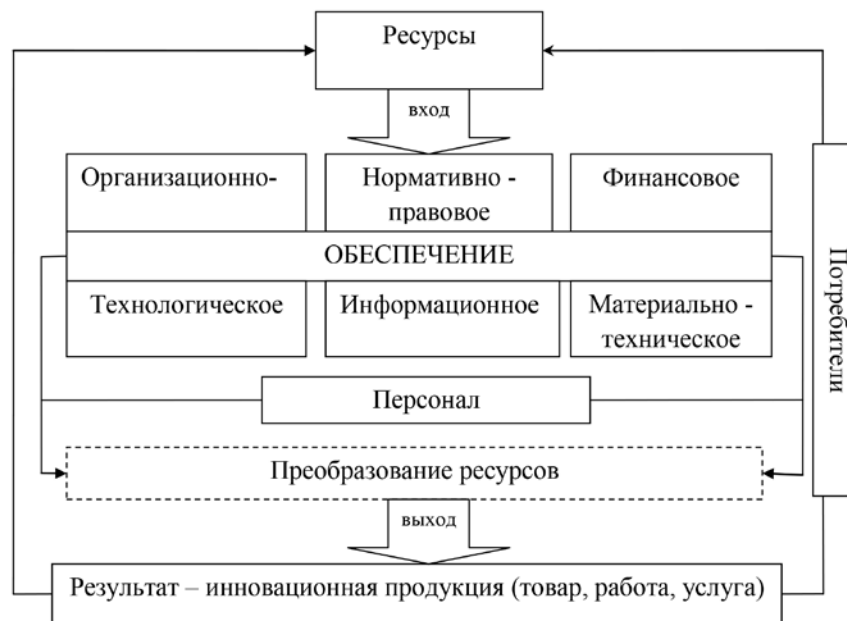 Ресурсы
вход
Организационно-
Нормативно -
правовое
Финансовое
ОБЕСПЕЧЕНИЕ
Технологическое
Информационное
Материально -
техническое
Потребители
Персонал
Преобразование ресурсов
выход
Результат – инновационная продукция (товар, работа, услуга)